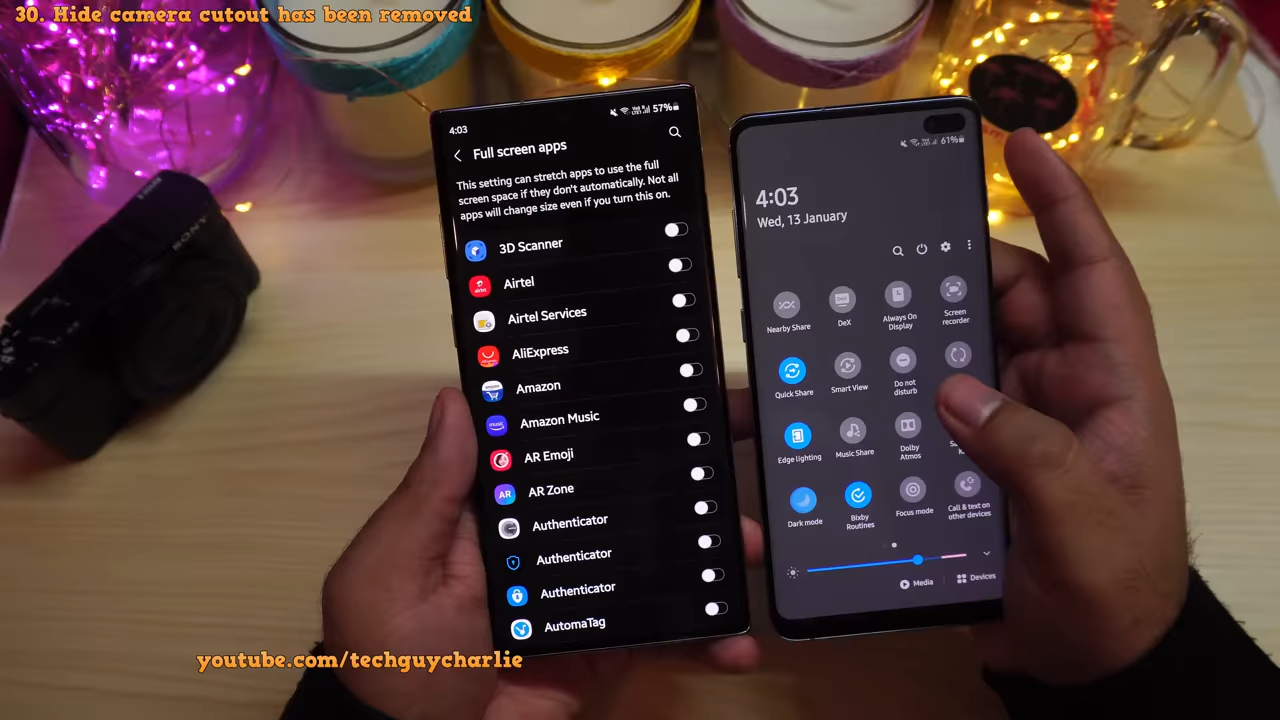 30. Hide camera cutout has been removed
4:03
57%
Full screen apps
This setting can stretch apps to use the full
screen space if they don't automatically. Not all
apps will change size even if you turn this on.
3D Scanner
Airtel
Airtel Services
AliExpress
Amazon
Amazon Music
AR Emoji
AR Zone
Authenticator
Authenticator
Authenticator
AutomaTag
61%
4:03
Wed, 13 January
Nearby Share
DeX
Always On
Display
Screen
recorder
Quick Share
Smart View
Do not
disturb
Edge lighting
Music Share
Dolby
Atmos
Dark mode
Bixby
Routines
Focus mode
Call & text on
other devices
Media
Devices
SONY
youtube.com/techguycharlie